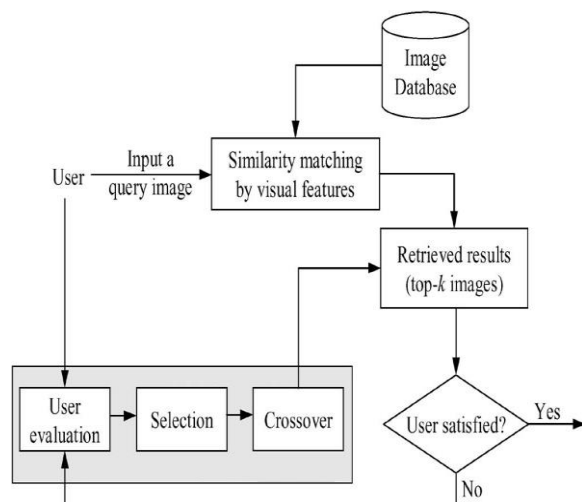 Image
Database
Input a
query image
User
Similarity matching
by visual features
Retrieved results
(top-k images)
User
evaluation
Selection
Crossover
User satisfied?
Yes
No